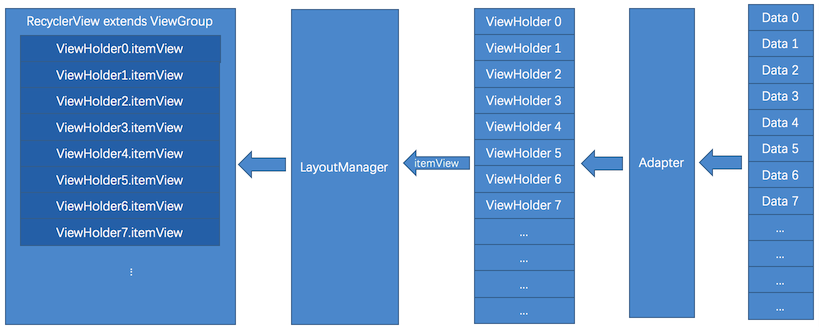 RecyclerView extends ViewGroup
ViewHolder0.itemView
ViewHolder1.itemView
ViewHolder2.itemView
ViewHolder3.itemView
ViewHolder4.itemView
ViewHolder5.itemView
ViewHolder6.itemView
ViewHolder7.itemView
...
LayoutManager
itemView
ViewHolder 0
ViewHolder 1
ViewHolder 2
ViewHolder 3
ViewHolder 4
ViewHolder 5
ViewHolder 6
ViewHolder 7
...
...
...
...
Adapter
Data 0
Data 1
Data 2
Data 3
Data 4
Data 5
Data 6
Data 7
...
...
...
...